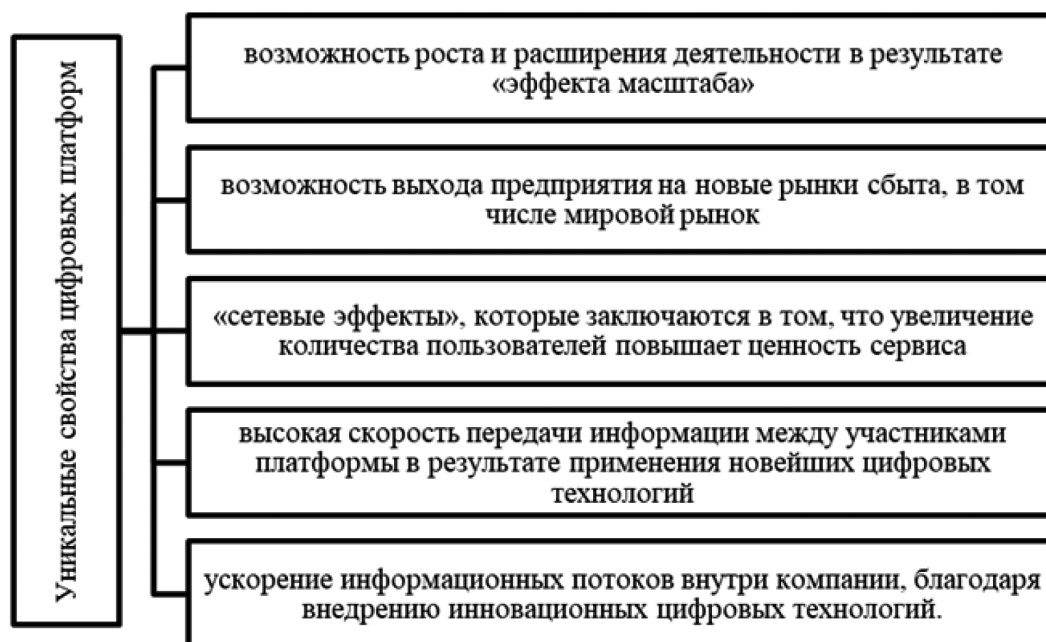 Уникальные свойства цифровых платформ
возможность роста и расширения деятельности в результате
«эффекта масштаба»
возможность выхода предприятия на новые рынки сбыта, в том
числе мировой рынок
«сетевые эффекты», которые заключаются в том, что увеличение
количества пользователей повышает ценность сервиса
высокая скорость передачи информации между участниками
платформы в результате применения новейших цифровых
технологий
ускорение информационных потоков внутри компании, благодаря
внедрению инновационных цифровых технологий.